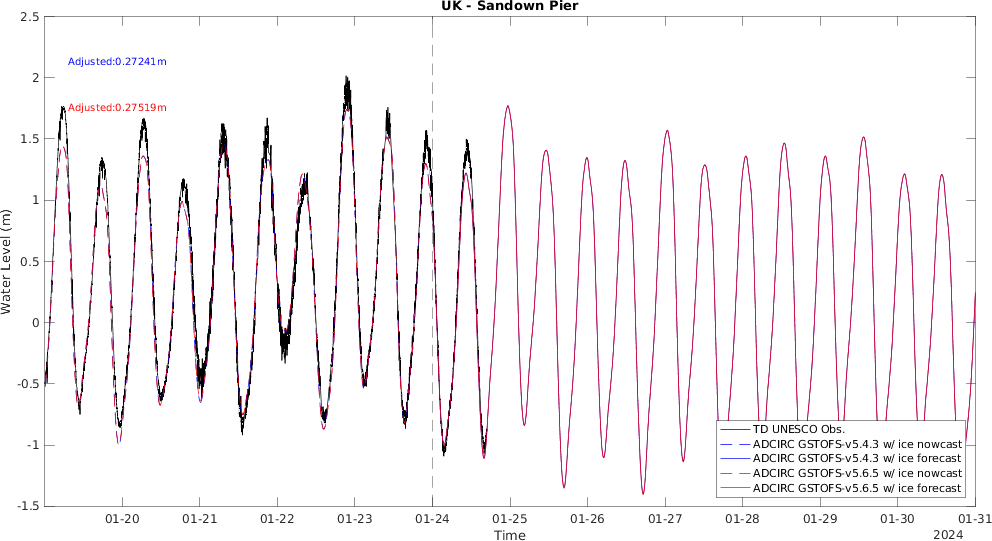 UK - Sandown Pier
2.5
2
1.5
1
0.5
0
-0.5
-1
-1.5
Water Level (m)
Adjusted:0.27241m
Adjusted:0.27519m
TD UNESCO Obs.
ADCIRC GSTOFS-v5.4.3 w/ ice nowcast
ADCIRC GSTOFS-v5.4.3 w/ ice forecast
ADCIRC GSTOFS-v5.6.5 w/ ice nowcast
ADCIRC GSTOFS-v5.6.5 w/ ice forecast
01-20 01-21 01-22 01-23 01-24 01-25 01-26 01-27 01-28 01-29 01-30 01-31
Time 2024